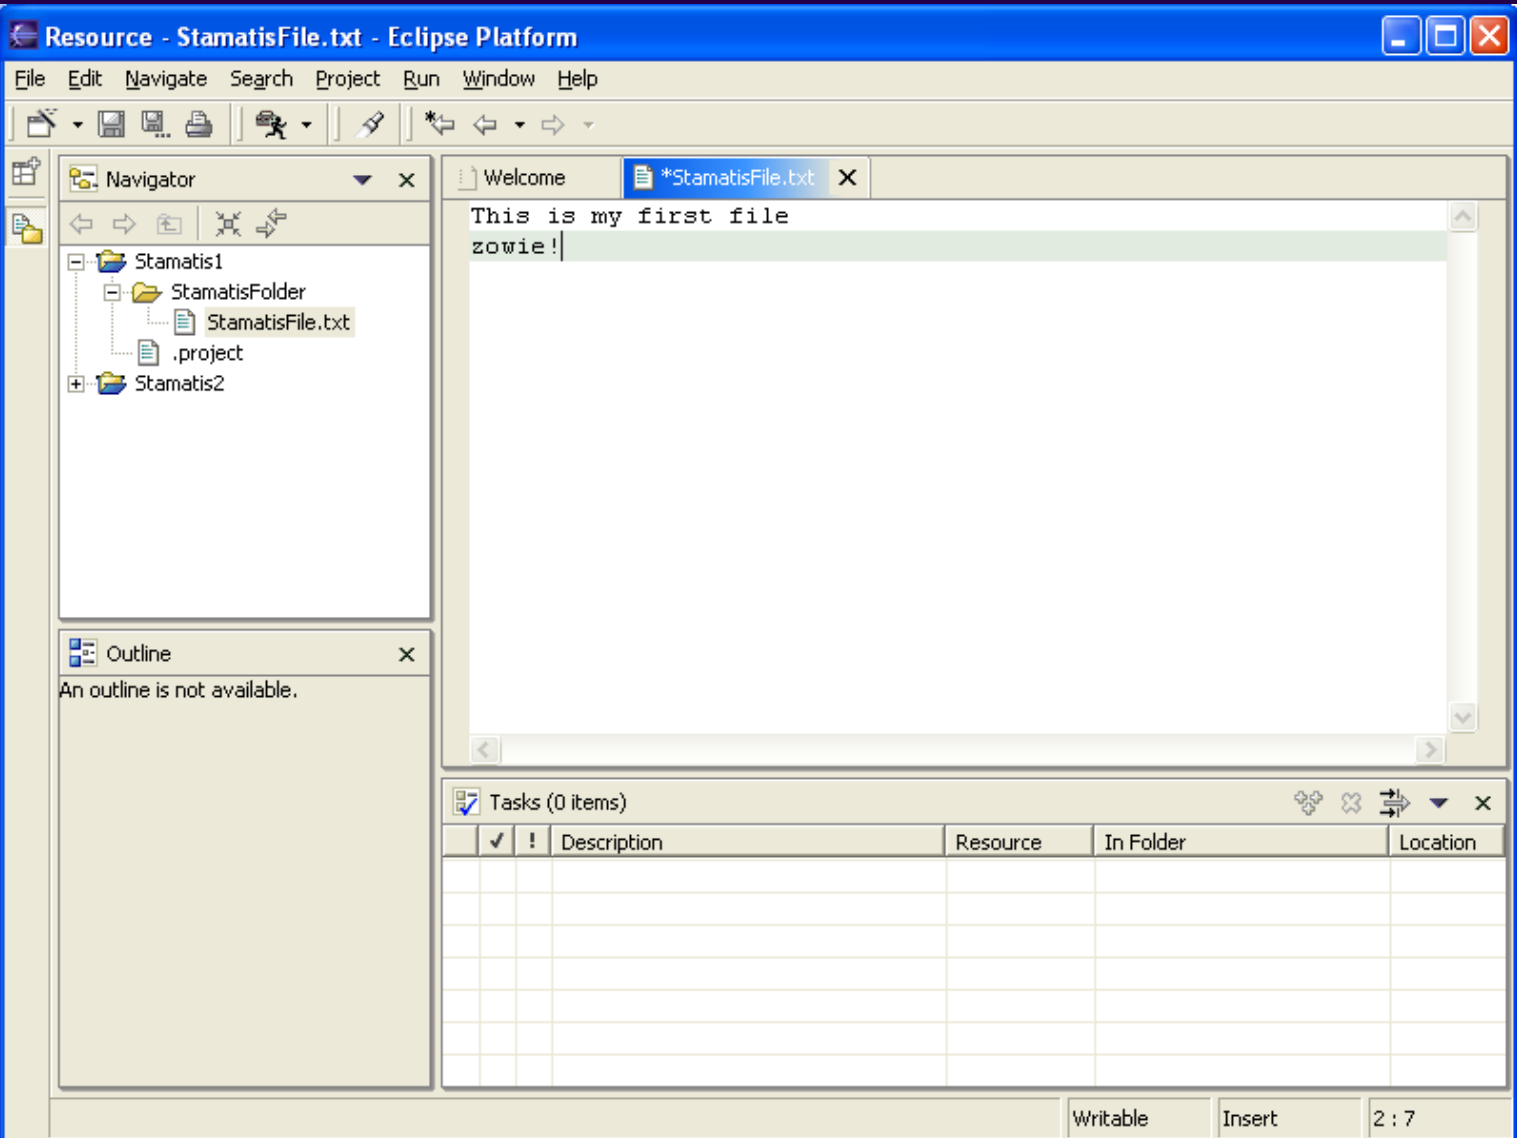 Resource - StamatisFile.txt - Eclipse Platform
File Edit Navigate Search Project Run Window Help
Navigator
Stamatis1
StamatisFolder
StamatisFile.txt
.project
Stamatis2
Outline
An outline is not available.
Welcome *StamatisFile.txt
This is my first file
zowie!
Tasks (0 items)
! Description Resource In Folder Location
Writable Insert 2 : 7